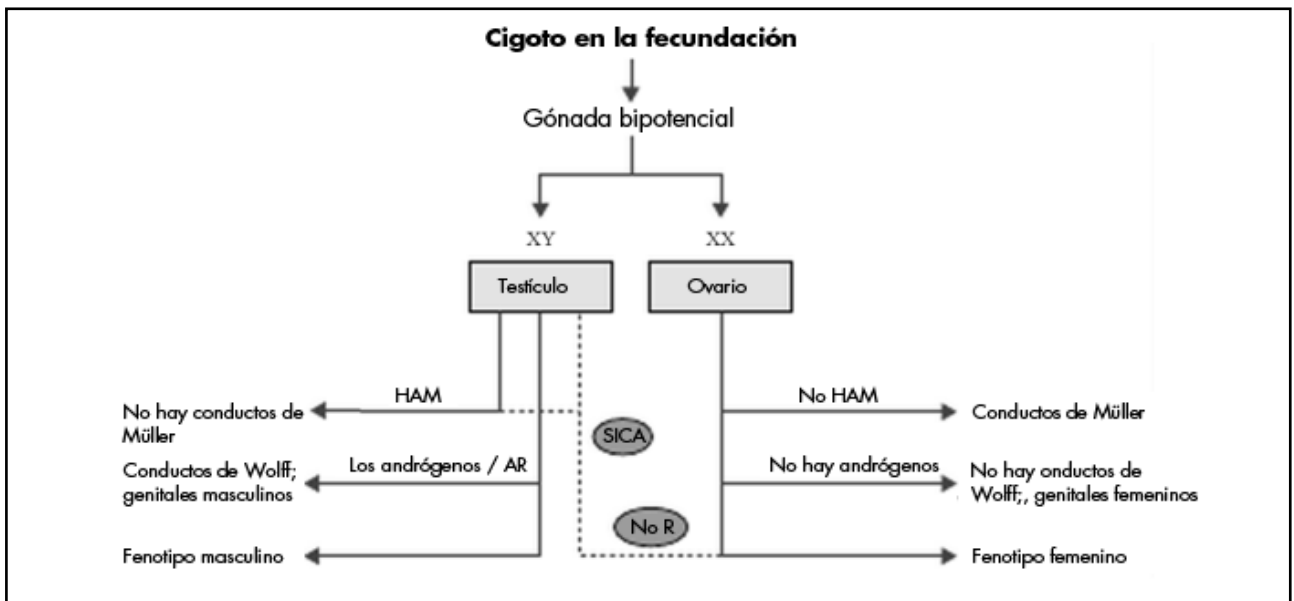 Cigoto en la fecundación
Gónada bipotencial
XY
XX
Testículo
Ovario
HAM
No HAM
No hay conductos de
Müller
Conductos de Müller
SICA
Los andrógenos / AR
No hay andrógenos
Conductos de Wolff;
genitales masculinos
No hay onductos de
Wolff;, genitales femeninos
No R
Fenotipo masculino
Fenotipo femenino